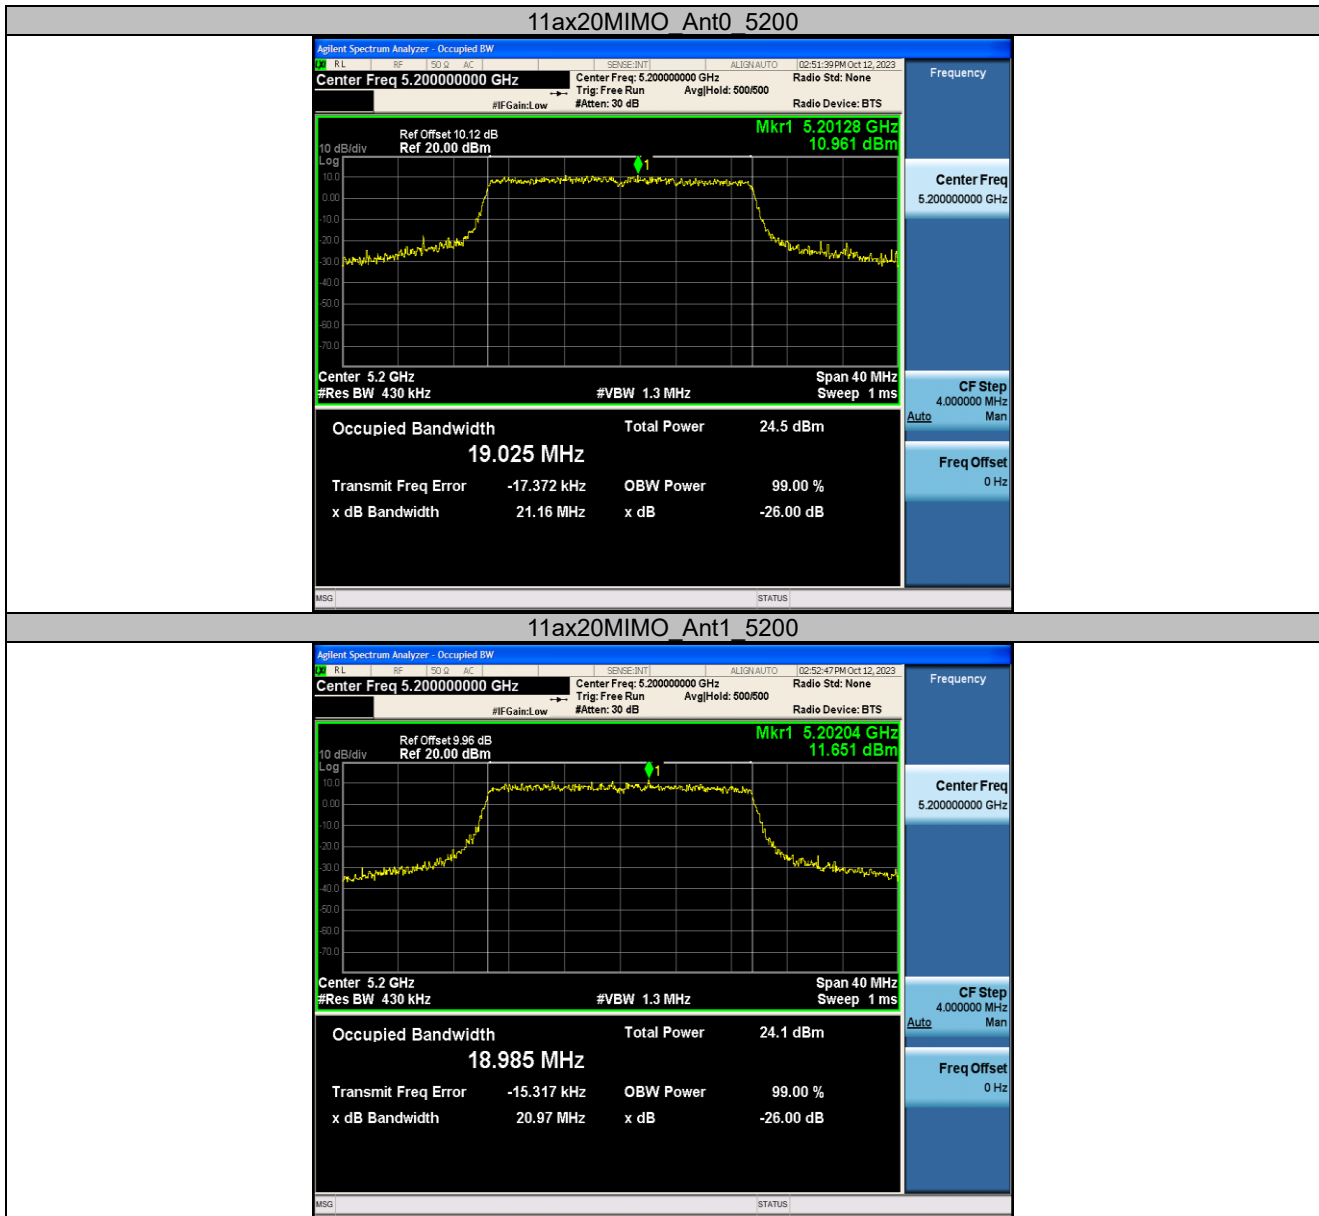 11ax20MIMO_Ant0_5200
Agilent Spectrum Analyzer - Occupied BW
RL RF 50 Ω AC SENSE:INT ALIGN AUTO 02:51:39 PM Oct 12, 2023
Center Freq 5.200000000 GHz
Center Freq: 5.200000000 GHz Radio Std: None
Trig: Free Run Avg|Hold: 500/500
#IFGain:Low #Atten: 30 dB Radio Device: BTS
Frequency
Ref Offset 10.12 dB
10 dB/div Ref 20.00 dBm
Mkr1 5.20128 GHz
10.961 dBm
Log
10.0
0.00
-10.0
-20.0
-30.0
-40.0
-50.0
-60.0
-70.0
1
Center 5.2 GHz Span 40 MHz
#Res BW 430 kHz #VBW 1.3 MHz Sweep 1 ms
Occupied Bandwidth Total Power 24.5 dBm
19.025 MHz
Transmit Freq Error -17.372 kHz OBW Power 99.00 %
x dB Bandwidth 21.16 MHz x dB -26.00 dB
Center Freq
5.200000000 GHz
CF Step
4.000000 MHz
Auto Man
Freq Offset
0 Hz
MSG STATUS
11ax20MIMO_Ant1_5200
Agilent Spectrum Analyzer - Occupied BW
RL RF 50 Ω AC SENSE:INT ALIGN AUTO 02:52:47 PM Oct 12, 2023
Center Freq 5.200000000 GHz
Center Freq: 5.200000000 GHz Radio Std: None
Trig: Free Run Avg|Hold: 500/500
#IFGain:Low #Atten: 30 dB Radio Device: BTS
Frequency
Ref Offset 9.96 dB
10 dB/div Ref 20.00 dBm
Mkr1 5.20204 GHz
11.651 dBm
Log
10.0
0.00
-10.0
-20.0
-30.0
-40.0
-50.0
-60.0
-70.0
1
Center 5.2 GHz Span 40 MHz
#Res BW 430 kHz #VBW 1.3 MHz Sweep 1 ms
Occupied Bandwidth Total Power 24.1 dBm
18.985 MHz
Transmit Freq Error -15.317 kHz OBW Power 99.00 %
x dB Bandwidth 20.97 MHz x dB -26.00 dB
Center Freq
5.200000000 GHz
CF Step
4.000000 MHz
Auto Man
Freq Offset
0 Hz
MSG STATUS